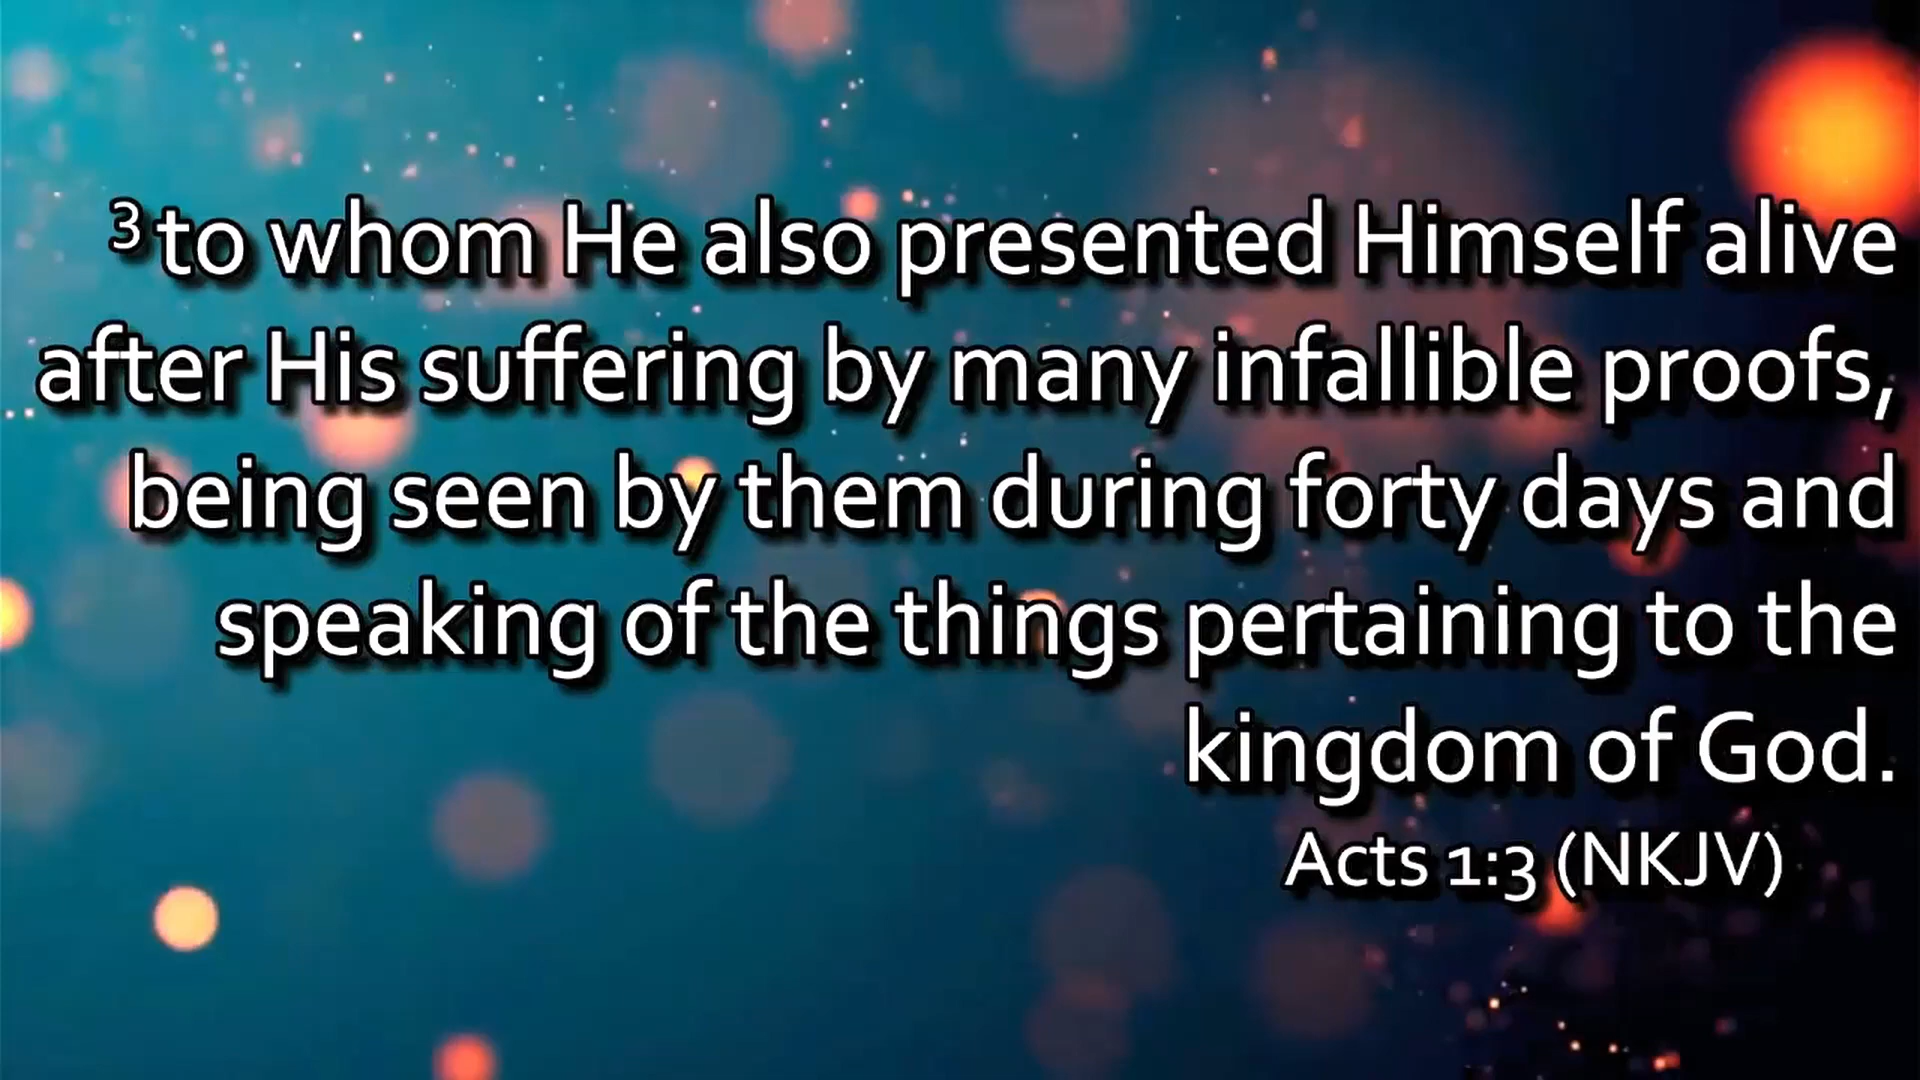 ³ to whom He also presented Himself alive
after His suffering by many infallible proofs,
being seen by them during forty days and
speaking of the things pertaining to the
kingdom of God.
Acts 1:3 (NKJV)